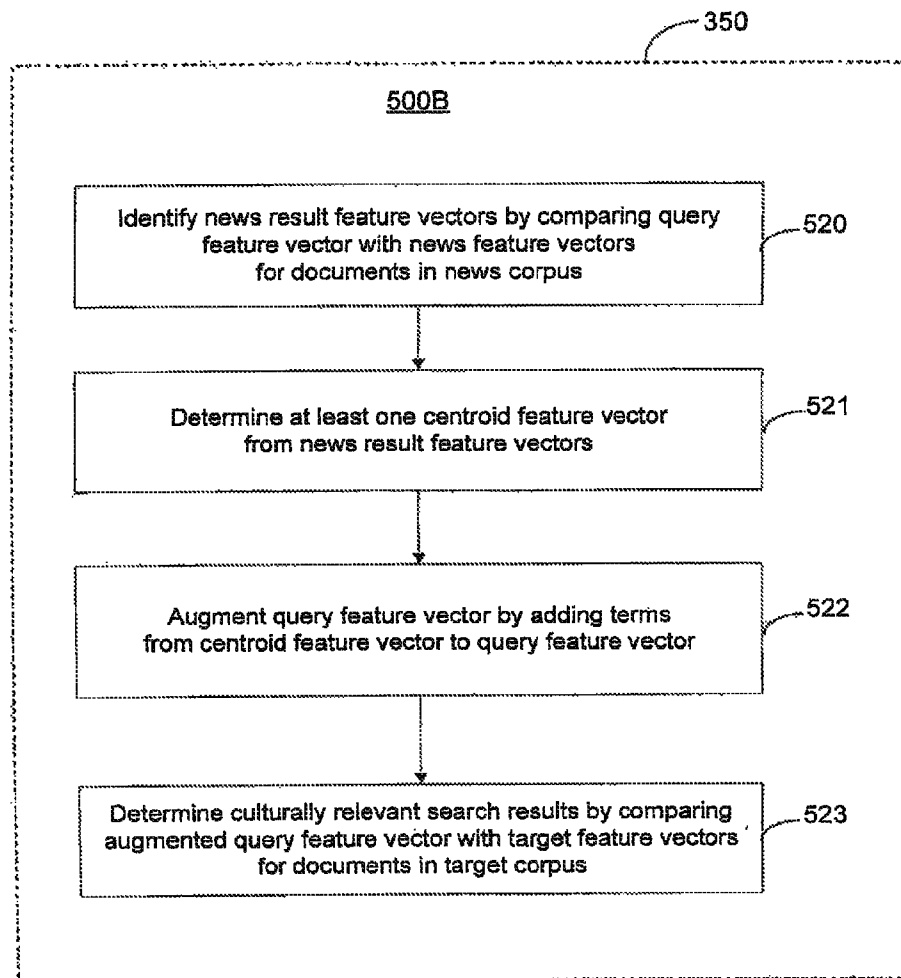 350
500B
Identify news result feature vectors by comparing query
feature vector with news feature vectors
for documents in news corpus
520
Determine at least one centroid feature vector
from news result feature vectors
521
Augment query feature vector by adding terms
from centroid feature vector to query feature vector
522
Determine culturally relevant search results by comparing
augmented query feature vector with target feature vectors
for documents in target corpus
523